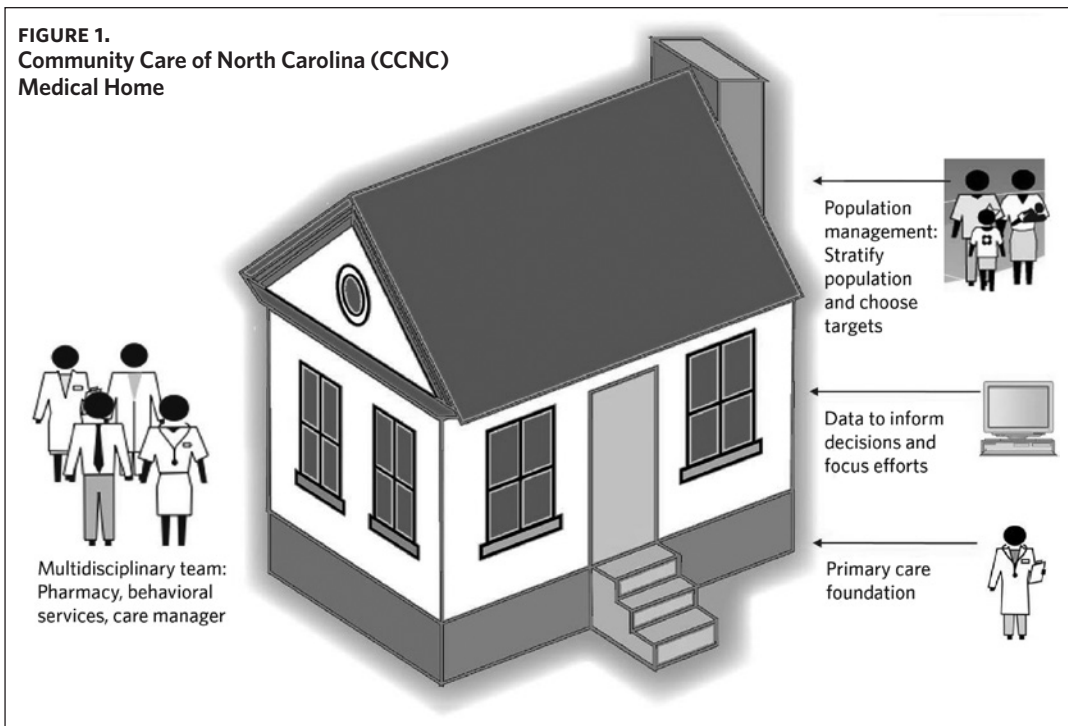 FIGURE 1.
Community Care of North Carolina (CCNC)
Medical Home
Population
management:
Stratify
population
and choose
targets
Data to inform
decisions and
focus efforts
Primary care
foundation
Multidisciplinary team:
Pharmacy, behavioral
services, care manager